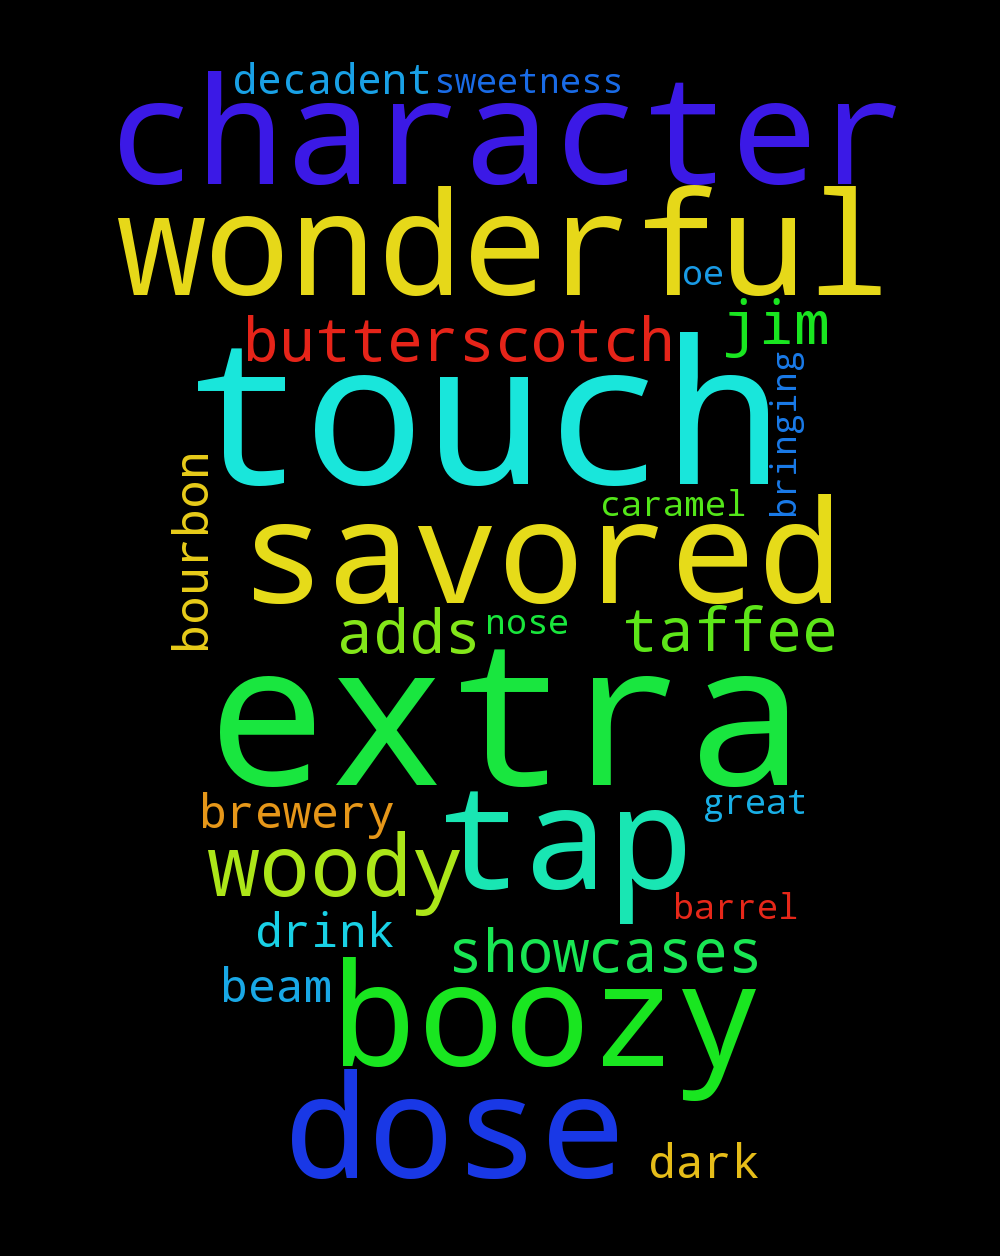 decadent sweetness
character
wonderful
oe
jim
butterscotch
touch
bringing
bourbon
caramel
savored
adds nose taffee
extra
brewery tap great
woody
barrel
drink showcases
beam boozy
dose
dark